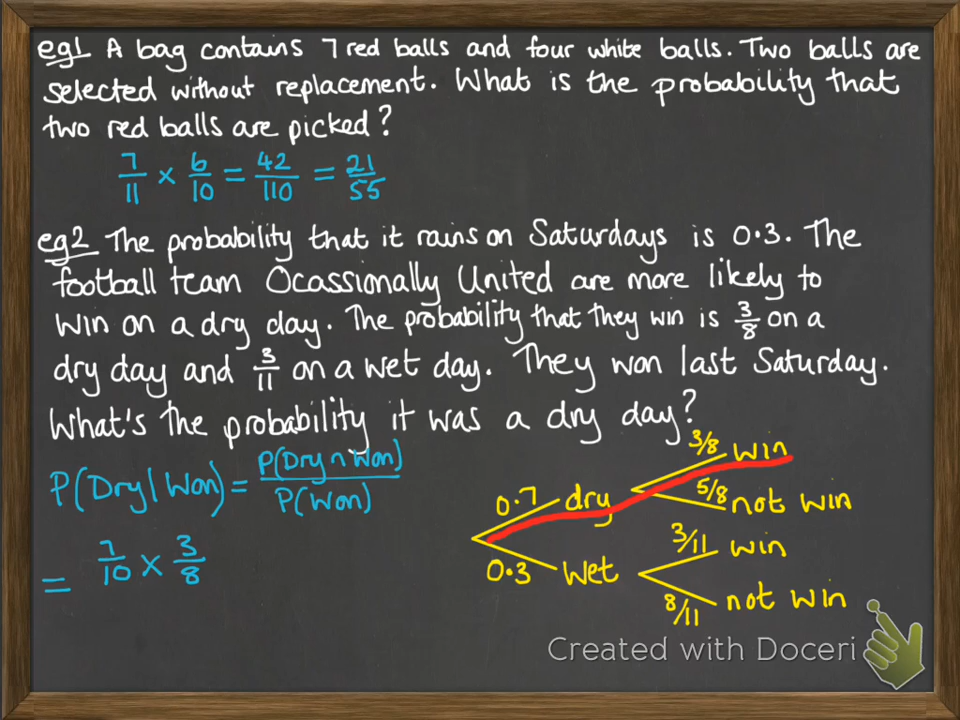 eg1 A bag contains 7 red balls and four white balls. Two balls are
selected without replacement. What is the probability that
two red balls are picked?
7/11 × 6/10 = 42/110 = 21/55
eg2 The probability that it rains on Saturdays is 0.3. The
football team Ocassionally United are more likely to
win on a dry day. The probability that they win is 3/8 on a
dry day and 3/11 on a wet day. They won last Saturday.
What's the probability it was a dry day?
P(Dry|Won) = P(Dry ∩ Won)/P(Won)
= 7/10 × 3/8
3/8 win
0.7 dry
5/8 not win
3/11 win
0.3 Wet
8/11 not win
Created with Doceri